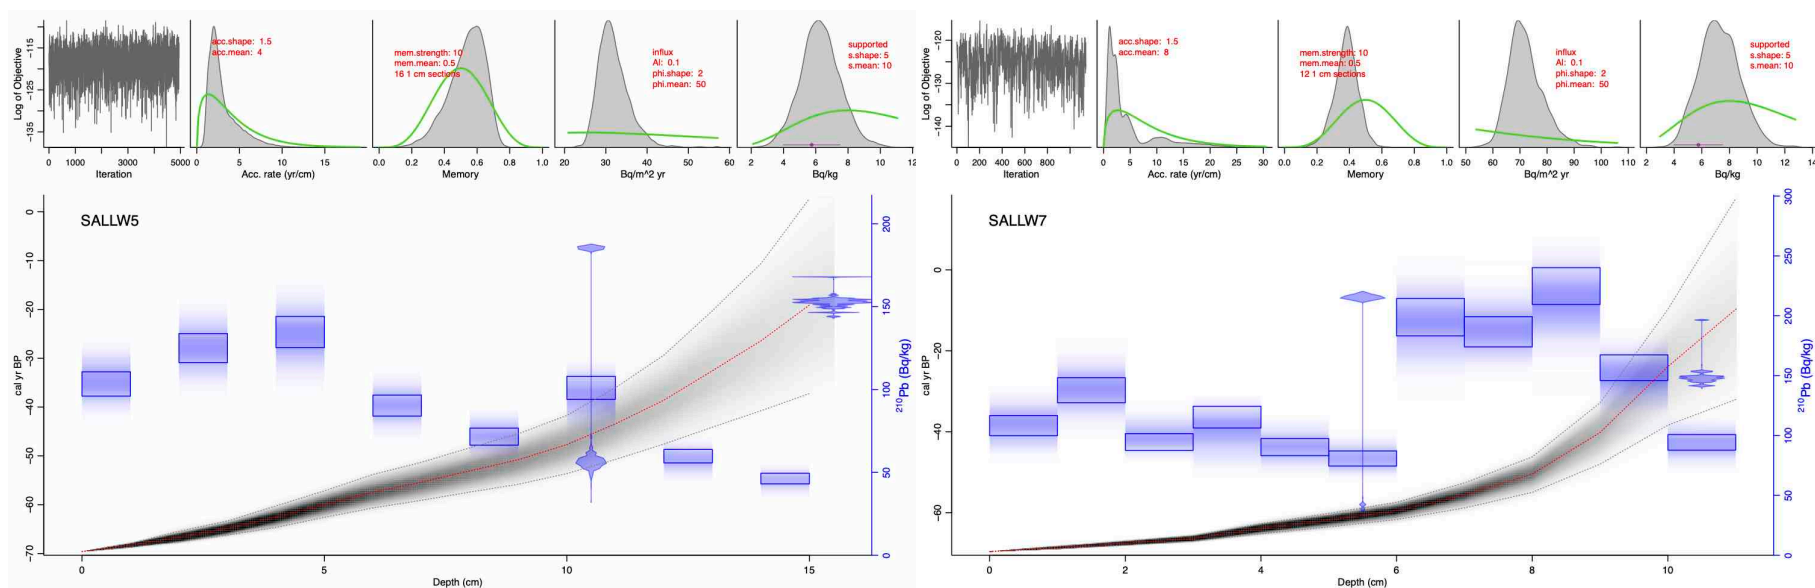 -115
-125
-135
Log of Objective
0 1000 2000 3000 4000 5000
Iteration
acc.shape: 1.5
acc.mean: 4
0 5 10 15
Acc. rate (yr/cm)
mem.strength: 10
mem.mean: 0.5
16 1 cm sections
0.0 0.2 0.4 0.6 0.8 1.0
Memory
influx
Al: 0.1
phi.shape: 2
phi.mean: 50
20 30 40 50 60
Bq/m^2 yr
supported
s.shape: 5
s.mean: 10
2 4 6 8 10 12
Bq/kg
SALLW5
0
-10
-20
-30
-40
-50
-60
-70
cal yr BP
0 5 10 15
Depth (cm)
200
150
100
50
0
210Pb (Bq/kg)
-120
-130
-140
Log of Objective
0 200 400 600 800
Iteration
acc.shape: 1.5
acc.mean: 8
0 5 10 15 20 25 30
Acc. rate (yr/cm)
mem.strength: 10
mem.mean: 0.5
12 1 cm sections
0.0 0.2 0.4 0.6 0.8 1.0
Memory
influx
Al: 0.1
phi.shape: 2
phi.mean: 50
50 60 70 80 90 100 110
Bq/m^2 yr
supported
s.shape: 5
s.mean: 10
2 4 6 8 10 12 14
Bq/kg
SALLW7
0
-20
-40
-60
cal yr BP
0 2 4 6 8 10
Depth (cm)
300
250
200
150
100
50
0
210Pb (Bq/kg)